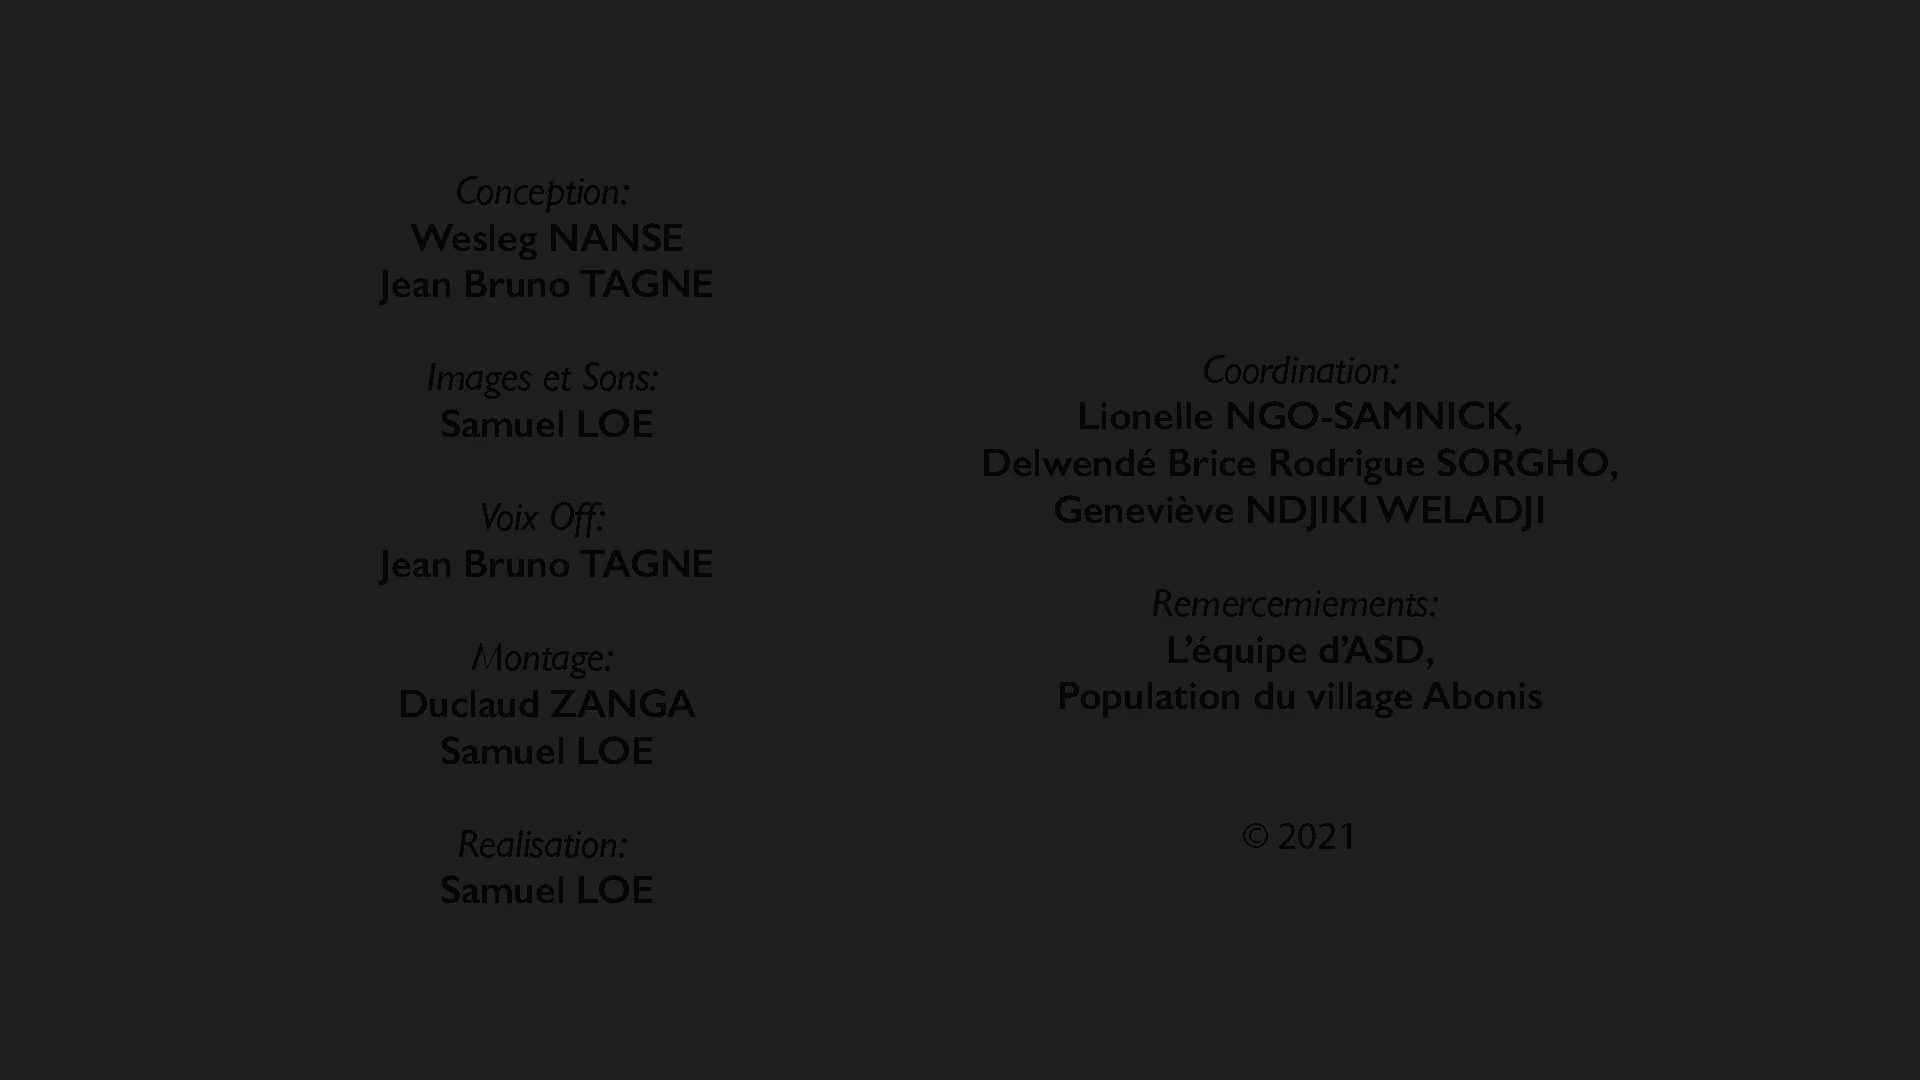 Conception:
Wesleg NANSE
Jean Bruno TAGNE
Images et Sons:
Samuel LOE
Voix Off:
Jean Bruno TAGNE
Montage:
Duclaud ZANGA
Samuel LOE
Realisation:
Samuel LOE
Coordination:
Lionelle NGO-SAMNICK,
Delwendé Brice Rodrigue SORGHO,
Geneviève NDJIKI WELADJI
Remercemiements:
L’équipe d’ASD,
Population du village Abonis
© 2021